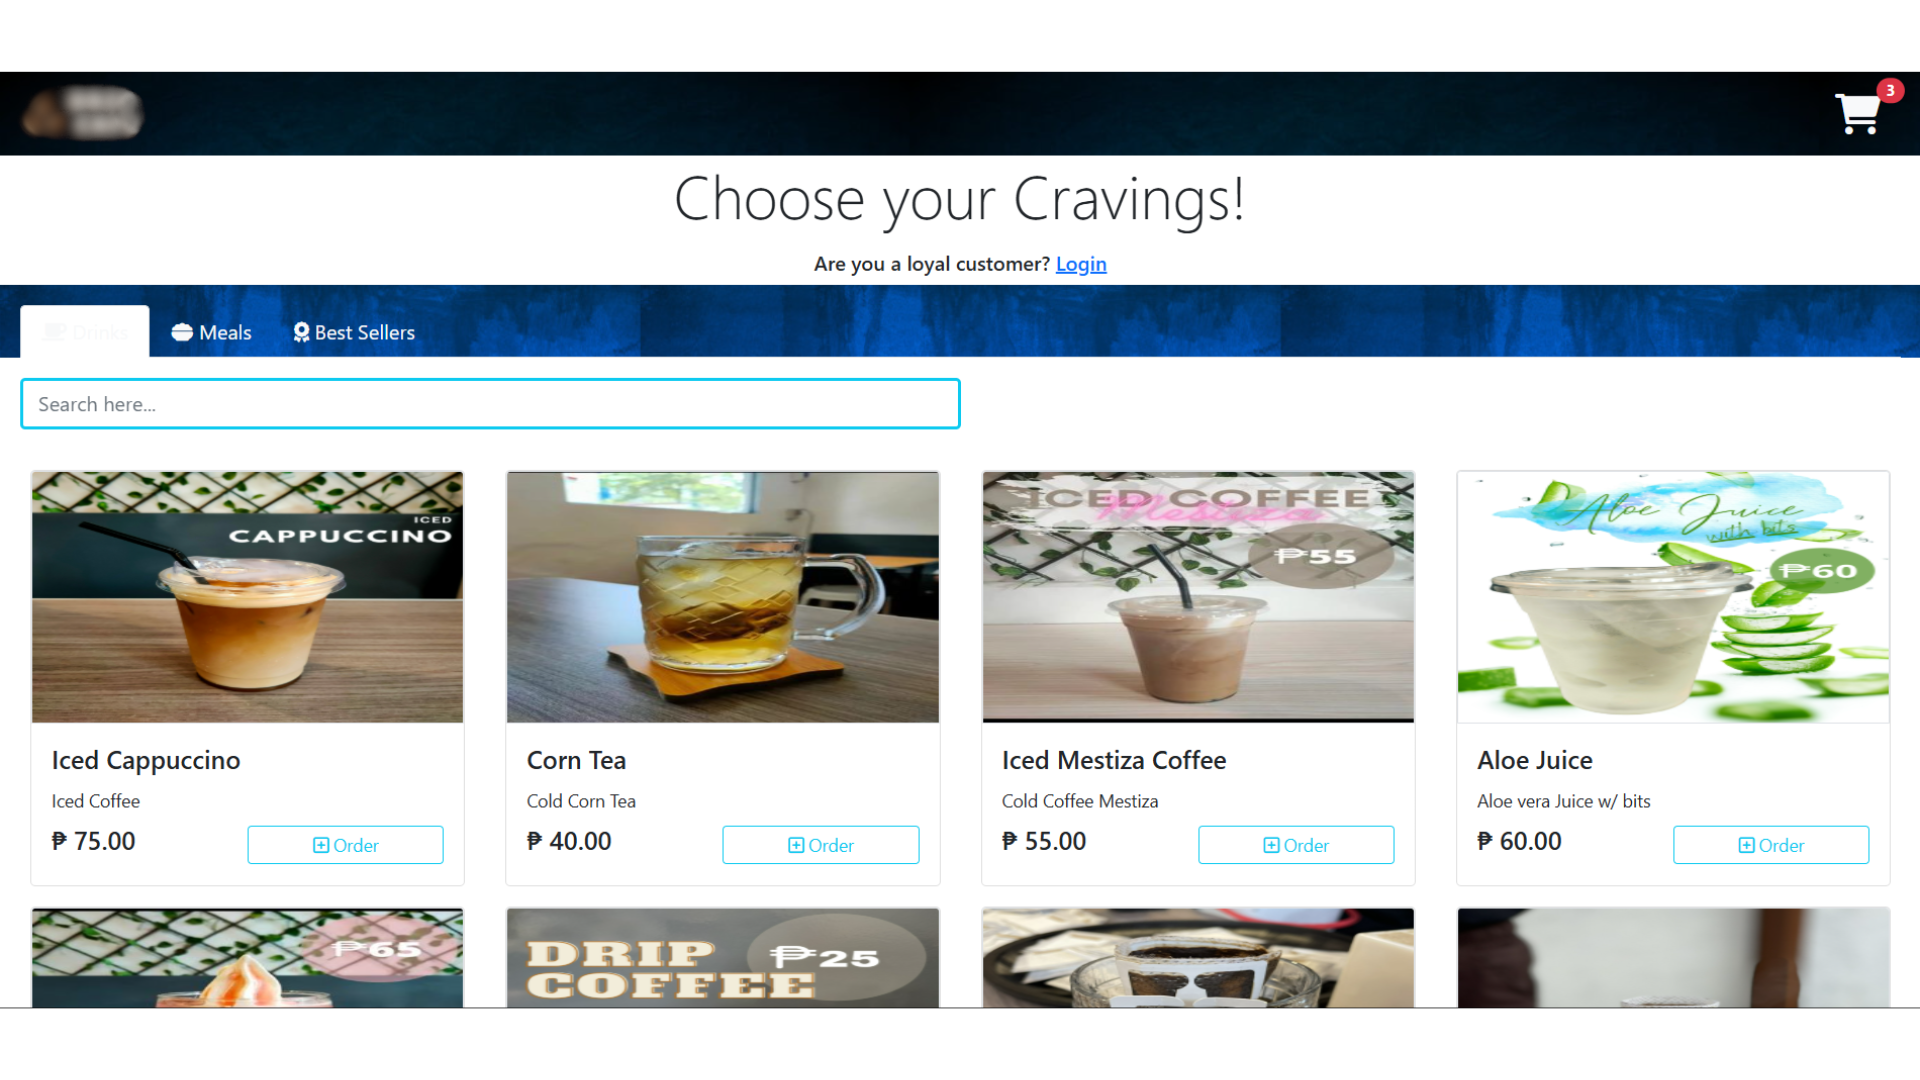 3
Choose your Cravings!
Are you a loyal customer? Login
Drinks
Meals
Best Sellers
Search here...
ICED
CAPPUCCINO
ICED COFFEE
Mestiza
₱55
Aloe Juice
with bits
₱60
Iced Cappuccino
Iced Coffee
₱ 75.00
Order
Corn Tea
Cold Corn Tea
₱ 40.00
Order
Iced Mestiza Coffee
Cold Coffee Mestiza
₱ 55.00
Order
Aloe Juice
Aloe vera Juice w/ bits
₱ 60.00
Order
₱65
DRIP
COFFEE
₱25